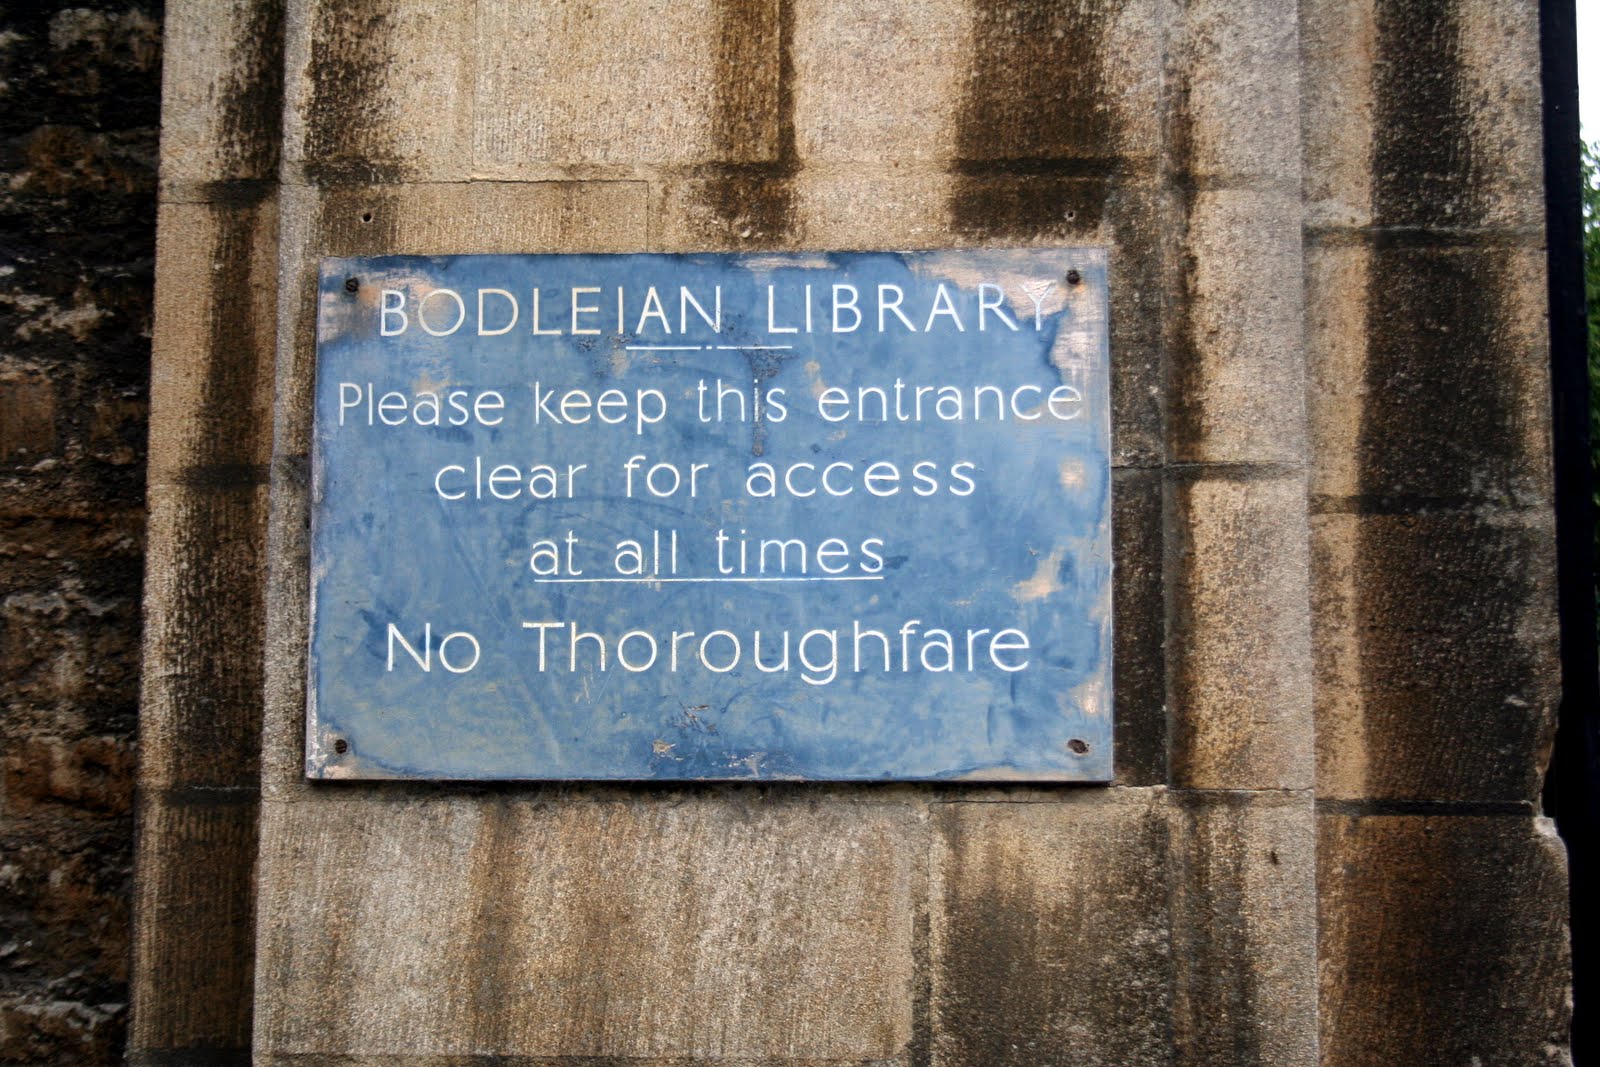 BODLEIAN LIBRARY
Please keep this entrance
clear for access
at all times
No Thoroughfare